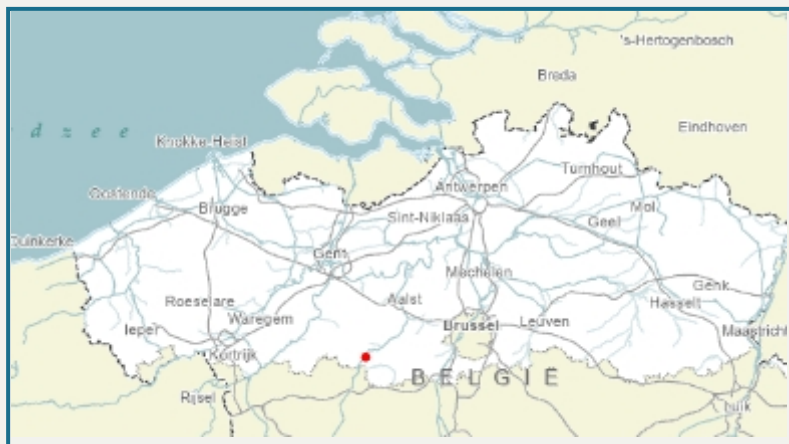 's-Hertogenbosch
Breda
Eindhoven
d z e e
Knokke-Heist
Turnhout
Antwerpen
Oostende
Brugge
Sint-Niklaas
Geel
Mol
Duinkerke
Gent
Mechelen
Genk
Roeselare
Aalst
Hasselt
Ieper
Waregem
Brussel
Leuven
Maastricht
Kortrijk
BELGIË
Rijsel
Luik